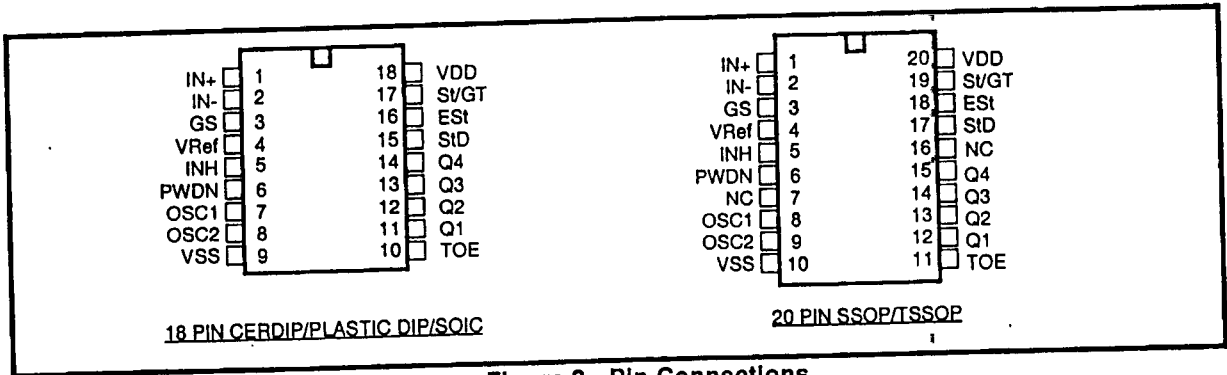 IN+ 1 18 VDD
IN- 2 17 St/GT
GS 3 16 ESt
VRef 4 15 StD
INH 5 14 Q4
PWDN 6 13 Q3
OSC1 7 12 Q2
OSC2 8 11 Q1
VSS 9 10 TOE
18 PIN CERDIP/PLASTIC DIP/SOIC
IN+ 1 20 VDD
IN- 2 19 St/GT
GS 3 18 ESt
VRef 4 17 StD
INH 5 16 NC
PWDN 6 15 Q4
NC 7 14 Q3
OSC1 8 13 Q2
OSC2 9 12 Q1
VSS 10 11 TOE
20 PIN SSOP/TSSOP